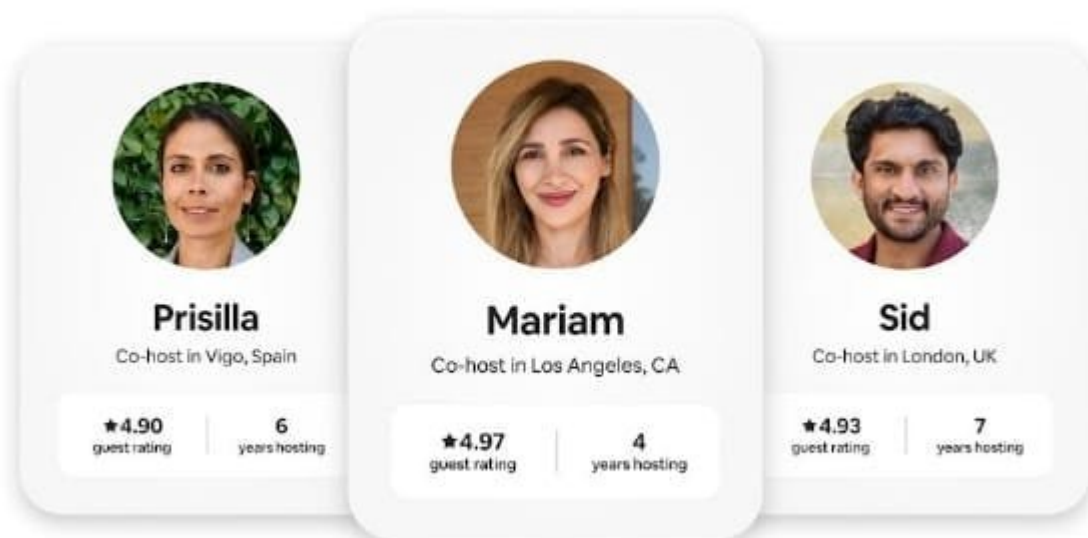 Prisilla
Co-host in Vigo, Spain
★4.90
guest rating
6
years hosting
Mariam
Co-host in Los Angeles, CA
★4.97
guest rating
4
years hosting
Sid
Co-host in London, UK
★4.93
guest rating
7
years hosting